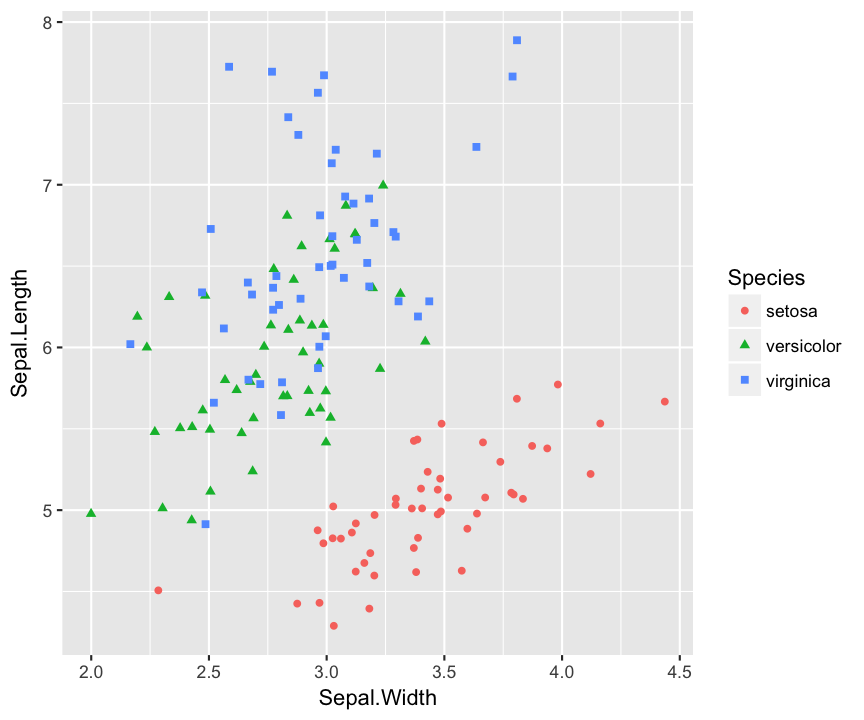 8
7
6
5
Sepal.Length
2.0 2.5 3.0 3.5 4.0 4.5
Sepal.Width
Species
setosa
versicolor
virginica